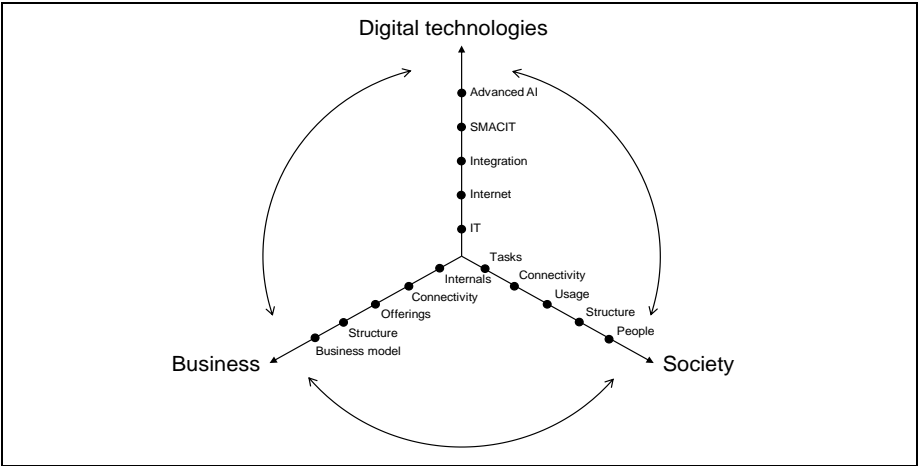 Digital technologies
Advanced AI
SMACIT
Integration
Internet
IT
Tasks
Internals
Connectivity
Connectivity
Usage
Offerings
Structure
Structure
People
Business model
Business
Society